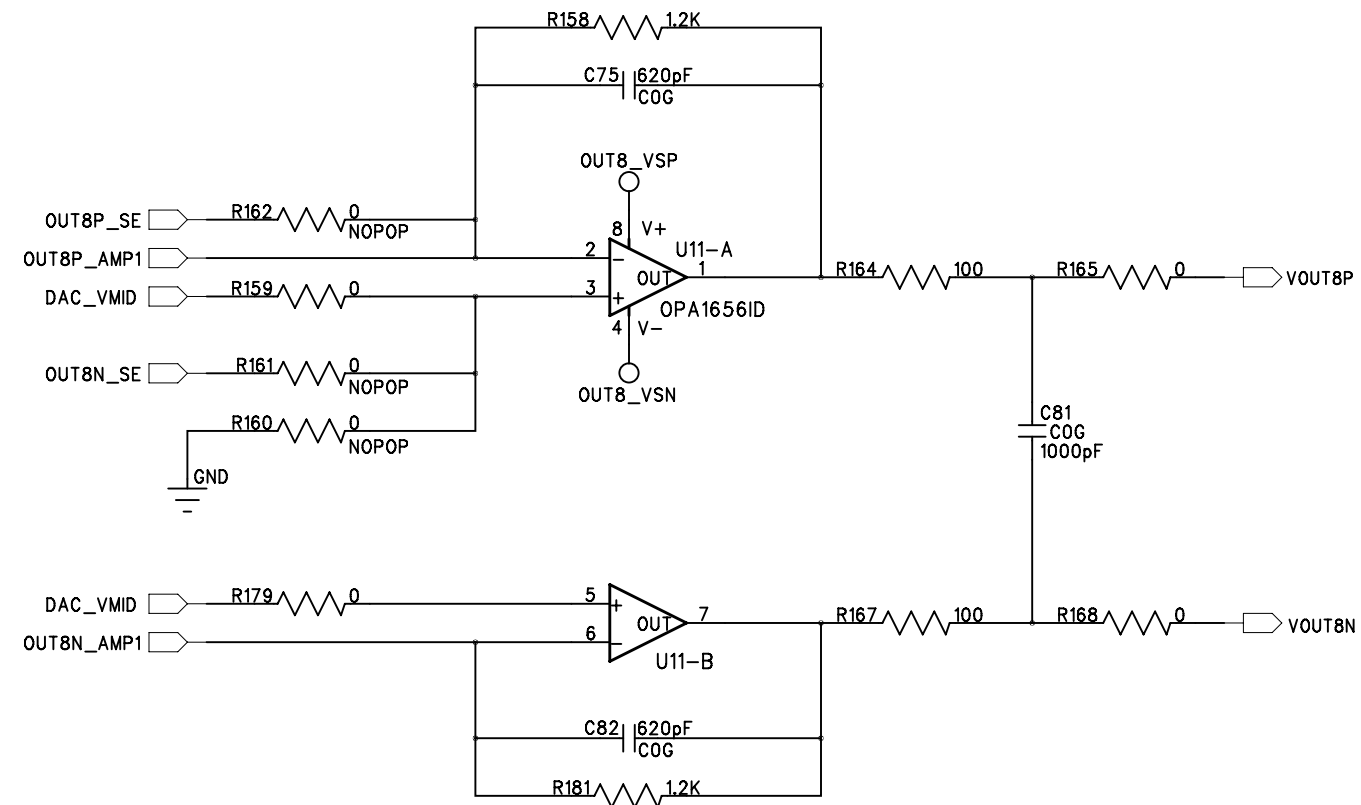 R158 1.2K
C75 620pF
COG
OUT8_VSP
OUT8P_SE R162 0
NOPOP
8 V+
U11-A
OUT8P_AMP1 2 -
OUT 1
DAC_VMID R159 0 3 +
OPA1656ID
4 V-
OUT8_VSN
OUT8N_SE R161 0
NOPOP
R160 0
NOPOP
GND
R164 100 R165 0 VOUT8P
C81
COG
1000pF
DAC_VMID R179 0 5 +
OUT 7
OUT8N_AMP1 6 -
U11-B
R167 100 R168 0 VOUT8N
C82 620pF
COG
R181 1.2K